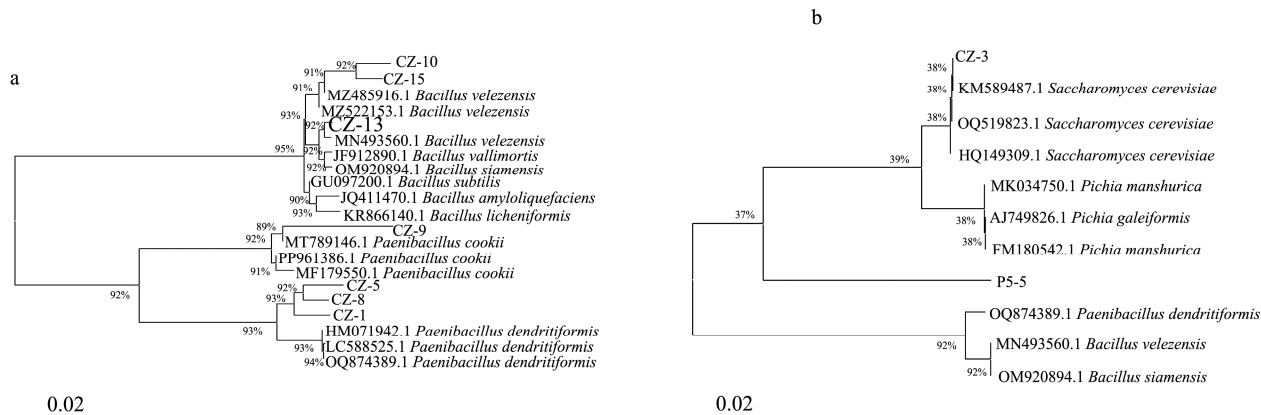 a
92%
CZ-10
91%
CZ-15
91%
MZ485916.1 Bacillus velezensis
MZ522153.1 Bacillus velezensis
93%
92%
CZ-13
MN493560.1 Bacillus velezensis
95%
92%
JF912890.1 Bacillus vallimortis
92%
OM920894.1 Bacillus siamensis
GU097200.1 Bacillus subtilis
90%
JQ411470.1 Bacillus amyloliquefaciens
93%
KR866140.1 Bacillus licheniformis
89%
CZ-9
92%
MT789146.1 Paenibacillus cookii
PP961386.1 Paenibacillus cookii
91%
MF179550.1 Paenibacillus cookii
92%
92%
CZ-5
93%
CZ-8
CZ-1
93%
HM071942.1 Paenibacillus dendritiformis
93%
LC588525.1 Paenibacillus dendritiformis
94%
OQ874389.1 Paenibacillus dendritiformis
0.02
b
CZ-3
38%
38%
KM589487.1 Saccharomyces cerevisiae
38%
OQ519823.1 Saccharomyces cerevisiae
39%
HQ149309.1 Saccharomyces cerevisiae
MK034750.1 Pichia manshurica
37%
38%
AJ749826.1 Pichia galeiformis
38%
FM180542.1 Pichia manshurica
P5-5
OQ874389.1 Paenibacillus dendritiformis
92%
MN493560.1 Bacillus velezensis
92%
OM920894.1 Bacillus siamensis
0.02